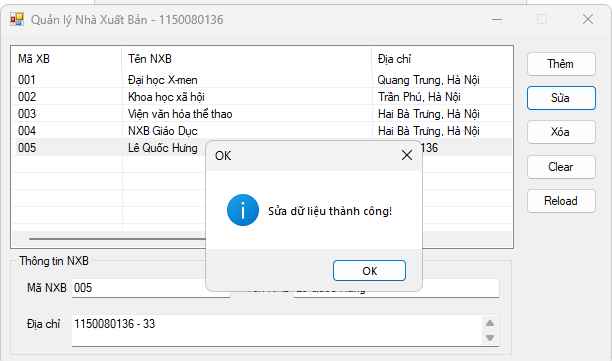 Quản lý Nhà Xuất Bản - 1150080136
Mã XB Tên NXB Địa chỉ
001 Đại học X-men Quang Trung, Hà Nội
002 Khoa học xã hội Trần Phú, Hà Nội
003 Viện văn hóa thể thao Hai Bà Trưng, Hà Nội
004 NXB Giáo Dục Hai Bà Trưng, Hà Nội
005 Lê Quốc Hưng 136
Thêm
Sửa
Xóa
Clear
Reload
OK
Sửa dữ liệu thành công!
OK
Thông tin NXB
Mã NXB 005
Địa chỉ 1150080136 - 33